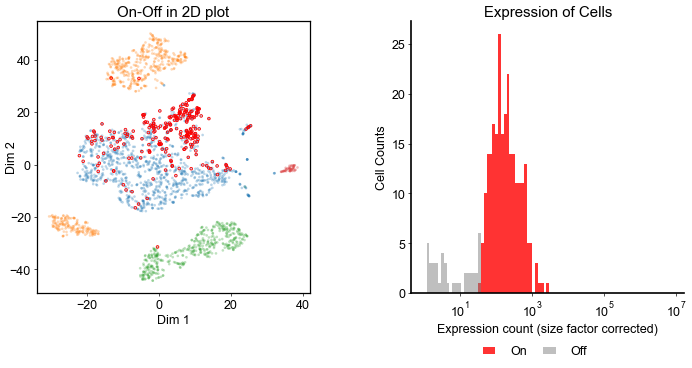 On-Off in 2D plot
40
20
0
−20
−40
Dim 2
−20
0
20
40
Dim 1
Expression of Cells
25
20
15
10
5
0
Cell Counts
10^1
10^3
10^5
10^7
Expression count (size factor corrected)
On
Off